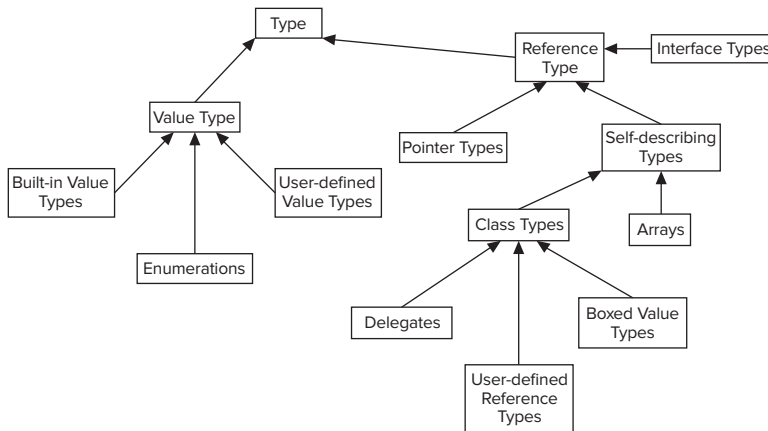 Type
Reference
Type
Interface Types
Value Type
Pointer Types
Self-describing
Types
Built-in Value
Types
User-defined
Value Types
Class Types
Arrays
Enumerations
Delegates
Boxed Value
Types
User-defined
Reference
Types